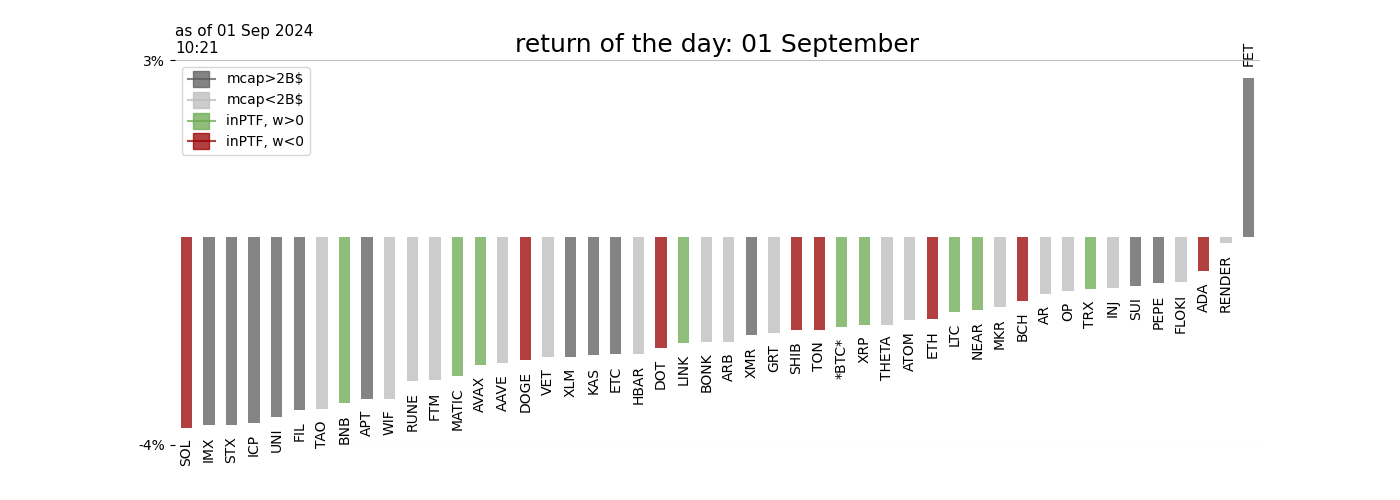 as of 01 Sep 2024
10:21
return of the day: 01 September
3%
-4%
mcap>2B$
mcap<2B$
inPTF, w>0
inPTF, w<0
SOL
IMX
STX
ICP
UNI
FIL
TAO
BNB
APT
WIF
RUNE
FTM
MATIC
AVAX
AAVE
DOGE
VET
XLM
KAS
ETC
HBAR
DOT
LINK
BONK
ARB
XMR
GRT
SHIB
TON
*BTC*
XRP
THETA
ATOM
ETH
LTC
NEAR
MKR
BCH
AR
OP
TRX
INJ
SUI
PEPE
FLOKI
ADA
RENDER
FET